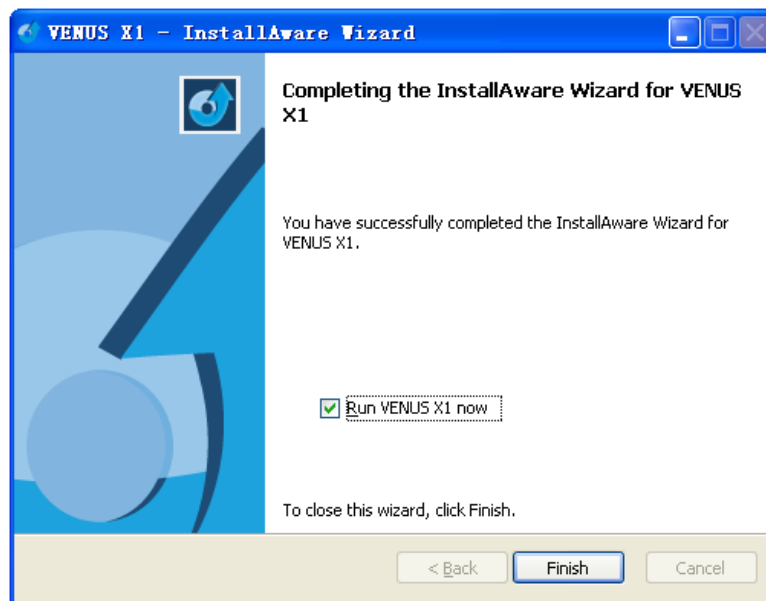 VENUS X1 - InstallAware Wizard
Completing the InstallAware Wizard for VENUS
X1
You have successfully completed the InstallAware Wizard for
VENUS X1.
Run VENUS X1 now
To close this wizard, click Finish.
< Back
Finish
Cancel